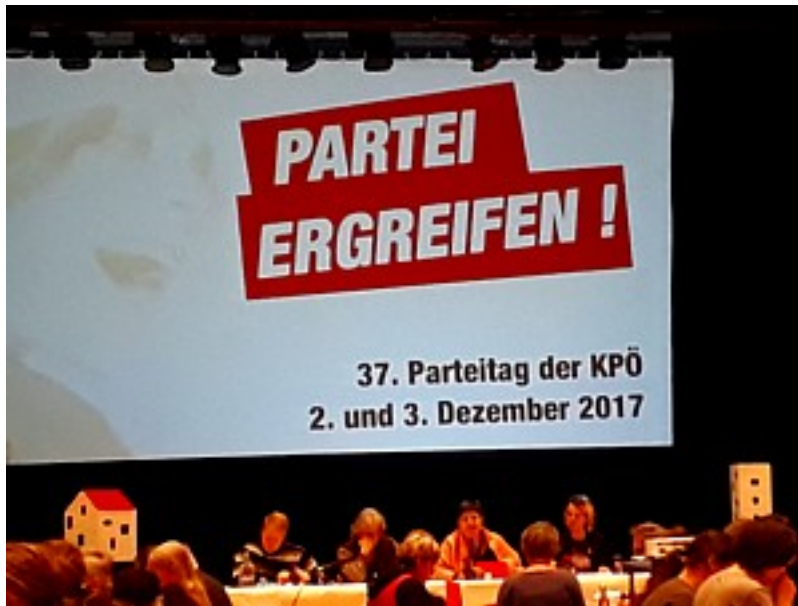 PARTEI
ERGREIFEN !
37. Parteitag der KPÖ
2. und 3. Dezember 2017